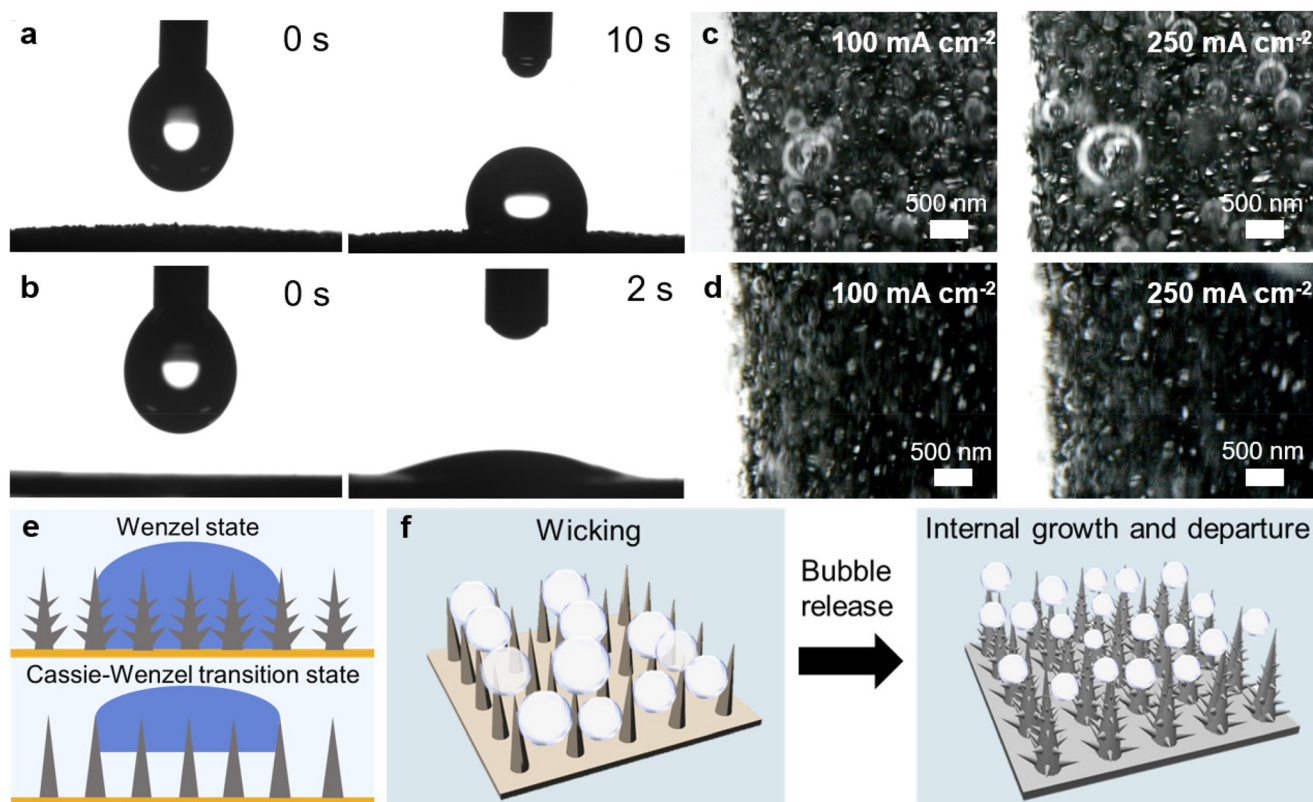 a
0 s
10 s
c
100 mA cm-2
500 nm
250 mA cm-2
500 nm
b
0 s
2 s
d
100 mA cm-2
500 nm
250 mA cm-2
500 nm
e
Wenzel state
Cassie-Wenzel transition state
f
Wicking
Bubble
release
Internal growth and departure